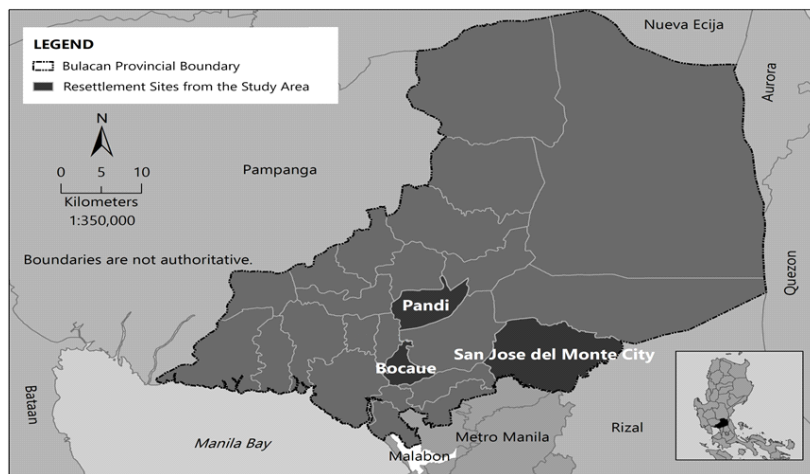 Nueva Ecija
LEGEND
Bulacan Provincial Boundary
Resettlement Sites from the Study Area
Aurora
N
0 5 10
Kilometers
1:350,000
Pampanga
Boundaries are not authoritative.
Quezon
Pandi
San Jose del Monte City
Bocaue
Bataan
Rizal
Metro Manila
Manila Bay
Malabon